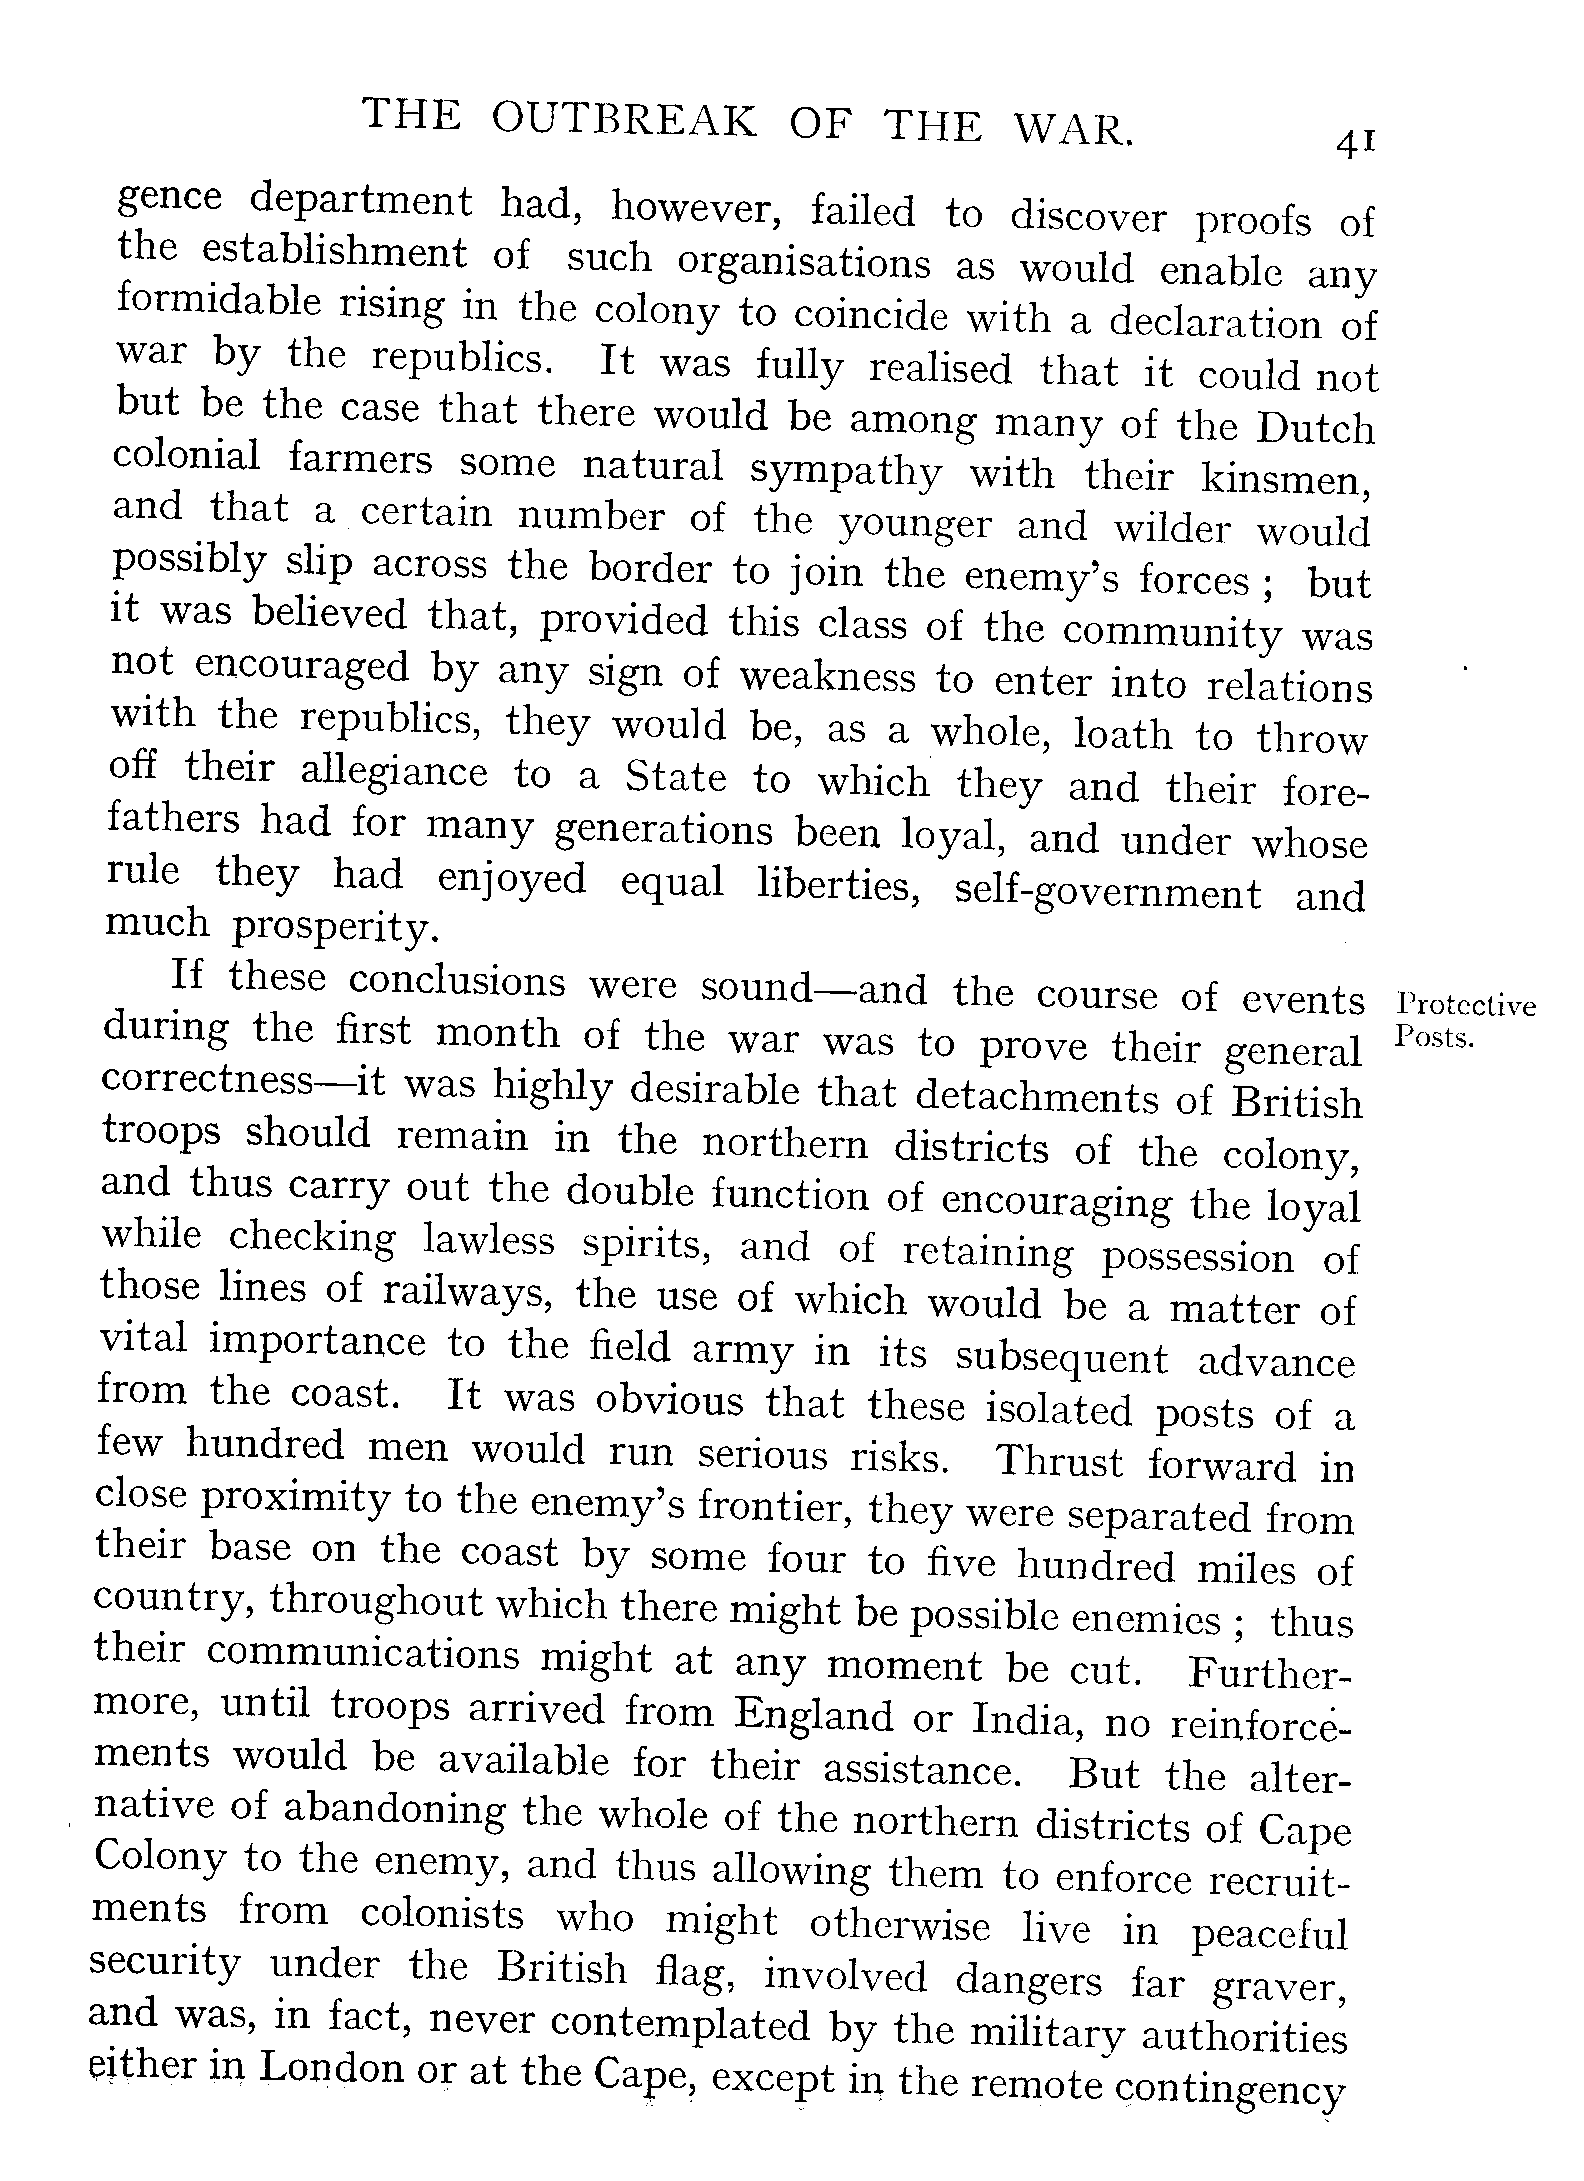 THE OUTBREAK OF THE WAR. 41
gence department had, however, failed to discover proofs of
the establishment of such organisations as would enable any
formidable rising in the colony to coincide with a declaration of
war by the republics. It was fully realised that it could not
but be the case that there would be among many of the Dutch
colonial farmers some natural sympathy with their kinsmen,
and that a certain number of the younger and wilder would
possibly slip across the border to join the enemy's forces ; but
it was believed that, provided this class of the community was
not encouraged by any sign of weakness to enter into relations
with the republics, they would be, as a whole, loath to throw
off their allegiance to a State to which they and their fore-
fathers had for many generations been loyal, and under whose
rule they had enjoyed equal liberties, self-government and
much prosperity.
If these conclusions were sound—and the course of events
Protective
Posts.
during the first month of the war was to prove their general
correctness—it was highly desirable that detachments of British
troops should remain in the northern districts of the colony,
and thus carry out the double function of encouraging the loyal
while checking lawless spirits, and of retaining possession of
those lines of railways, the use of which would be a matter of
vital importance to the field army in its subsequent advance
from the coast. It was obvious that these isolated posts of a
few hundred men would run serious risks. Thrust forward in
close proximity to the enemy's frontier, they were separated from
their base on the coast by some four to five hundred miles of
country, throughout which there might be possible enemies ; thus
their communications might at any moment be cut. Further-
more, until troops arrived from England or India, no reinforce-
ments would be available for their assistance. But the alter-
native of abandoning the whole of the northern districts of Cape
Colony to the enemy, and thus allowing them to enforce recruit-
ments from colonists who might otherwise live in peaceful
security under the British flag, involved dangers far graver,
and was, in fact, never contemplated by the military authorities
either in London or at the Cape, except in the remote contingency